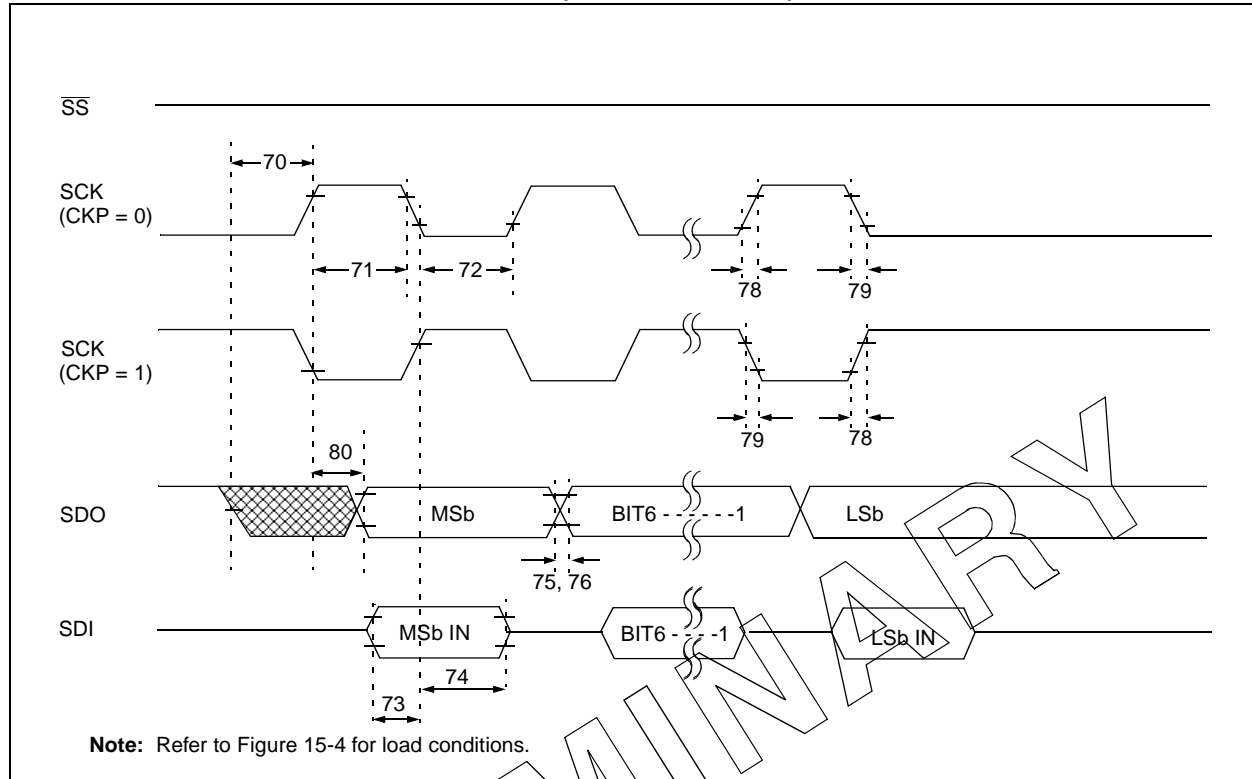 SS
70
SCK
(CKP = 0)
71
72
78
79
SCK
(CKP = 1)
79
78
80
SDO
MSb
BIT6 - - - - - -1
LSb
75, 76
SDI
MSb IN
BIT6 - - - -1
LSb IN
74
73
Note: Refer to Figure 15-4 for load conditions.
MINARY